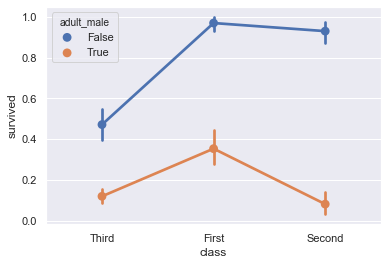 adult_male
False
True
survived
1.0
0.8
0.6
0.4
0.2
0.0
Third First Second
class